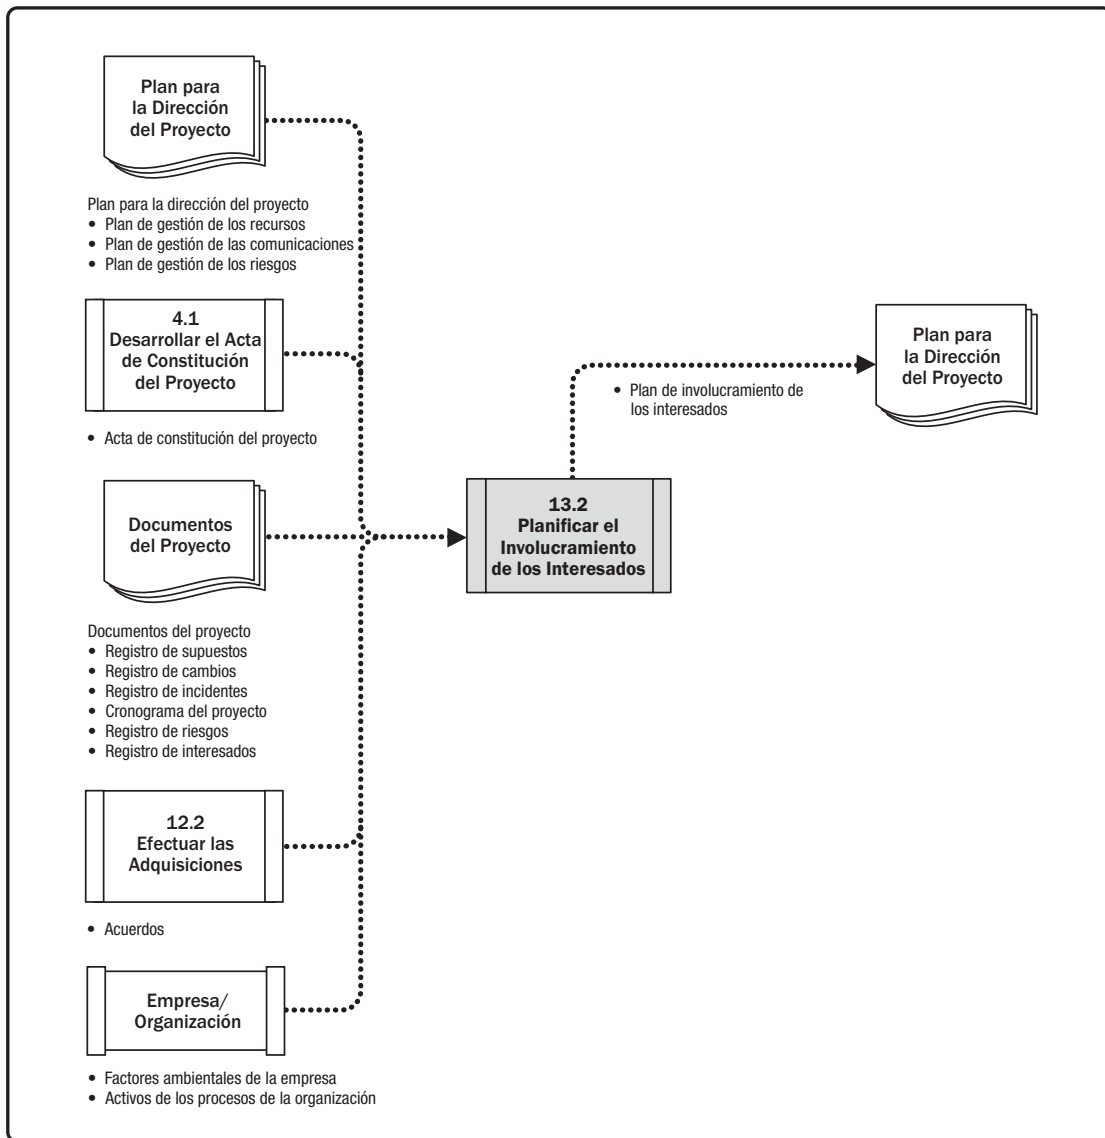 Plan para
la Dirección
del Proyecto
Plan para la dirección del proyecto
• Plan de gestión de los recursos
• Plan de gestión de las comunicaciones
• Plan de gestión de los riesgos
4.1
Desarrollar el Acta
de Constitución
del Proyecto
• Acta de constitución del proyecto
Documentos
del Proyecto
Documentos del proyecto
• Registro de supuestos
• Registro de cambios
• Registro de incidentes
• Cronograma del proyecto
• Registro de riesgos
• Registro de interesados
12.2
Efectuar las
Adquisiciones
• Acuerdos
Empresa/
Organización
• Factores ambientales de la empresa
• Activos de los procesos de la organización
13.2
Planificar el
Involucramiento
de los Interesados
• Plan de involucramiento de
los interesados
Plan para
la Dirección
del Proyecto